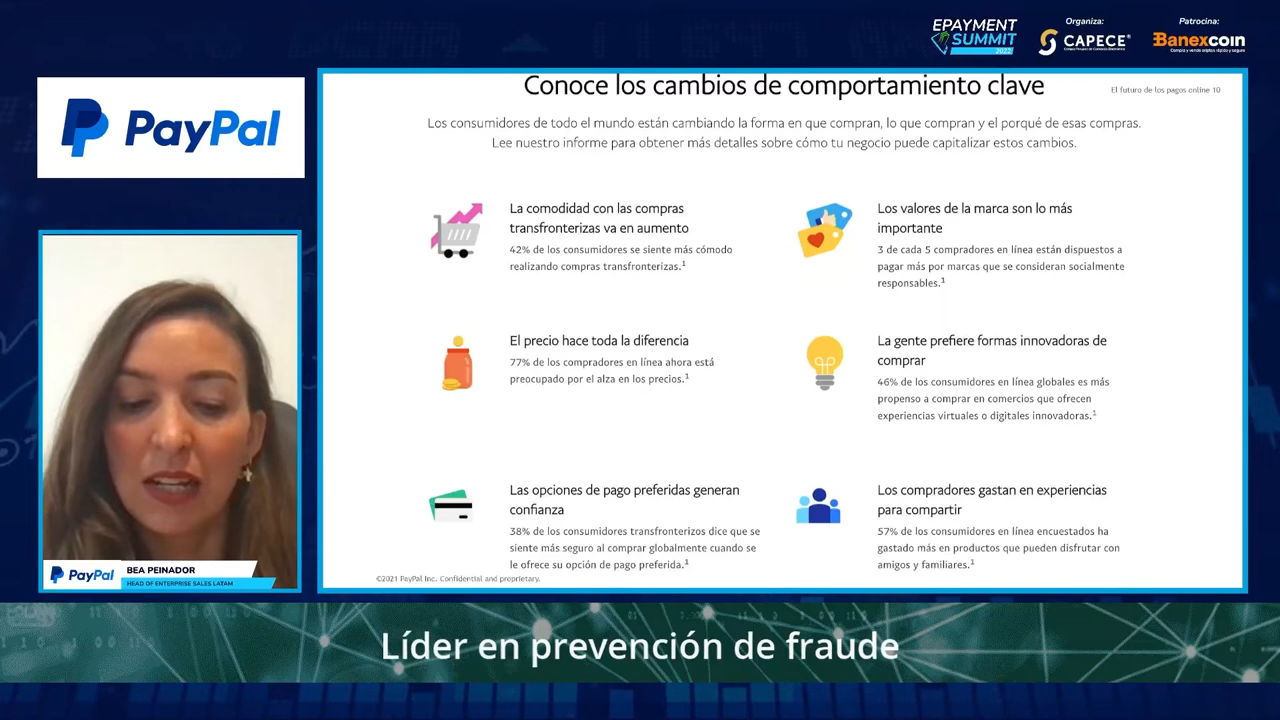 EPAYMENT
SUMMIT
2022
Organiza:
CAPECE
Patrocina:
Banexcoin
Compra y vende criptos rápido y seguro
PayPal
Conoce los cambios de comportamiento clave
El futuro de los pagos online 10
Los consumidores de todo el mundo están cambiando la forma en que compran, lo que compran y el porqué de esas compras.
Lee nuestro informe para obtener más detalles sobre cómo tu negocio puede capitalizar estos cambios.
La comodidad con las compras
transfronterizas va en aumento
42% de los consumidores se siente más cómodo
realizando compras transfronterizas.¹
Los valores de la marca son lo más
importante
3 de cada 5 compradores en línea están dispuestos a
pagar más por marcas que se consideran socialmente
responsables.¹
El precio hace toda la diferencia
77% de los compradores en línea ahora está
preocupado por el alza en los precios.¹
La gente prefiere formas innovadoras de
comprar
46% de los consumidores en línea globales es más
propenso a comprar en comercios que ofrecen
experiencias virtuales o digitales innovadoras.¹
Las opciones de pago preferidas generan
confianza
38% de los consumidores transfronterizos dice que se
siente más seguro al comprar globalmente cuando se
le ofrece su opción de pago preferida.¹
Los compradores gastan en experiencias
para compartir
57% de los consumidores en línea encuestados ha
gastado más en productos que pueden disfrutar con
amigos y familiares.¹
©2021 PayPal Inc. Confidential and proprietary.
PayPal
BEA PEINADOR
HEAD OF ENTERPRISE SALES LATAM
Líder en prevención de fraude